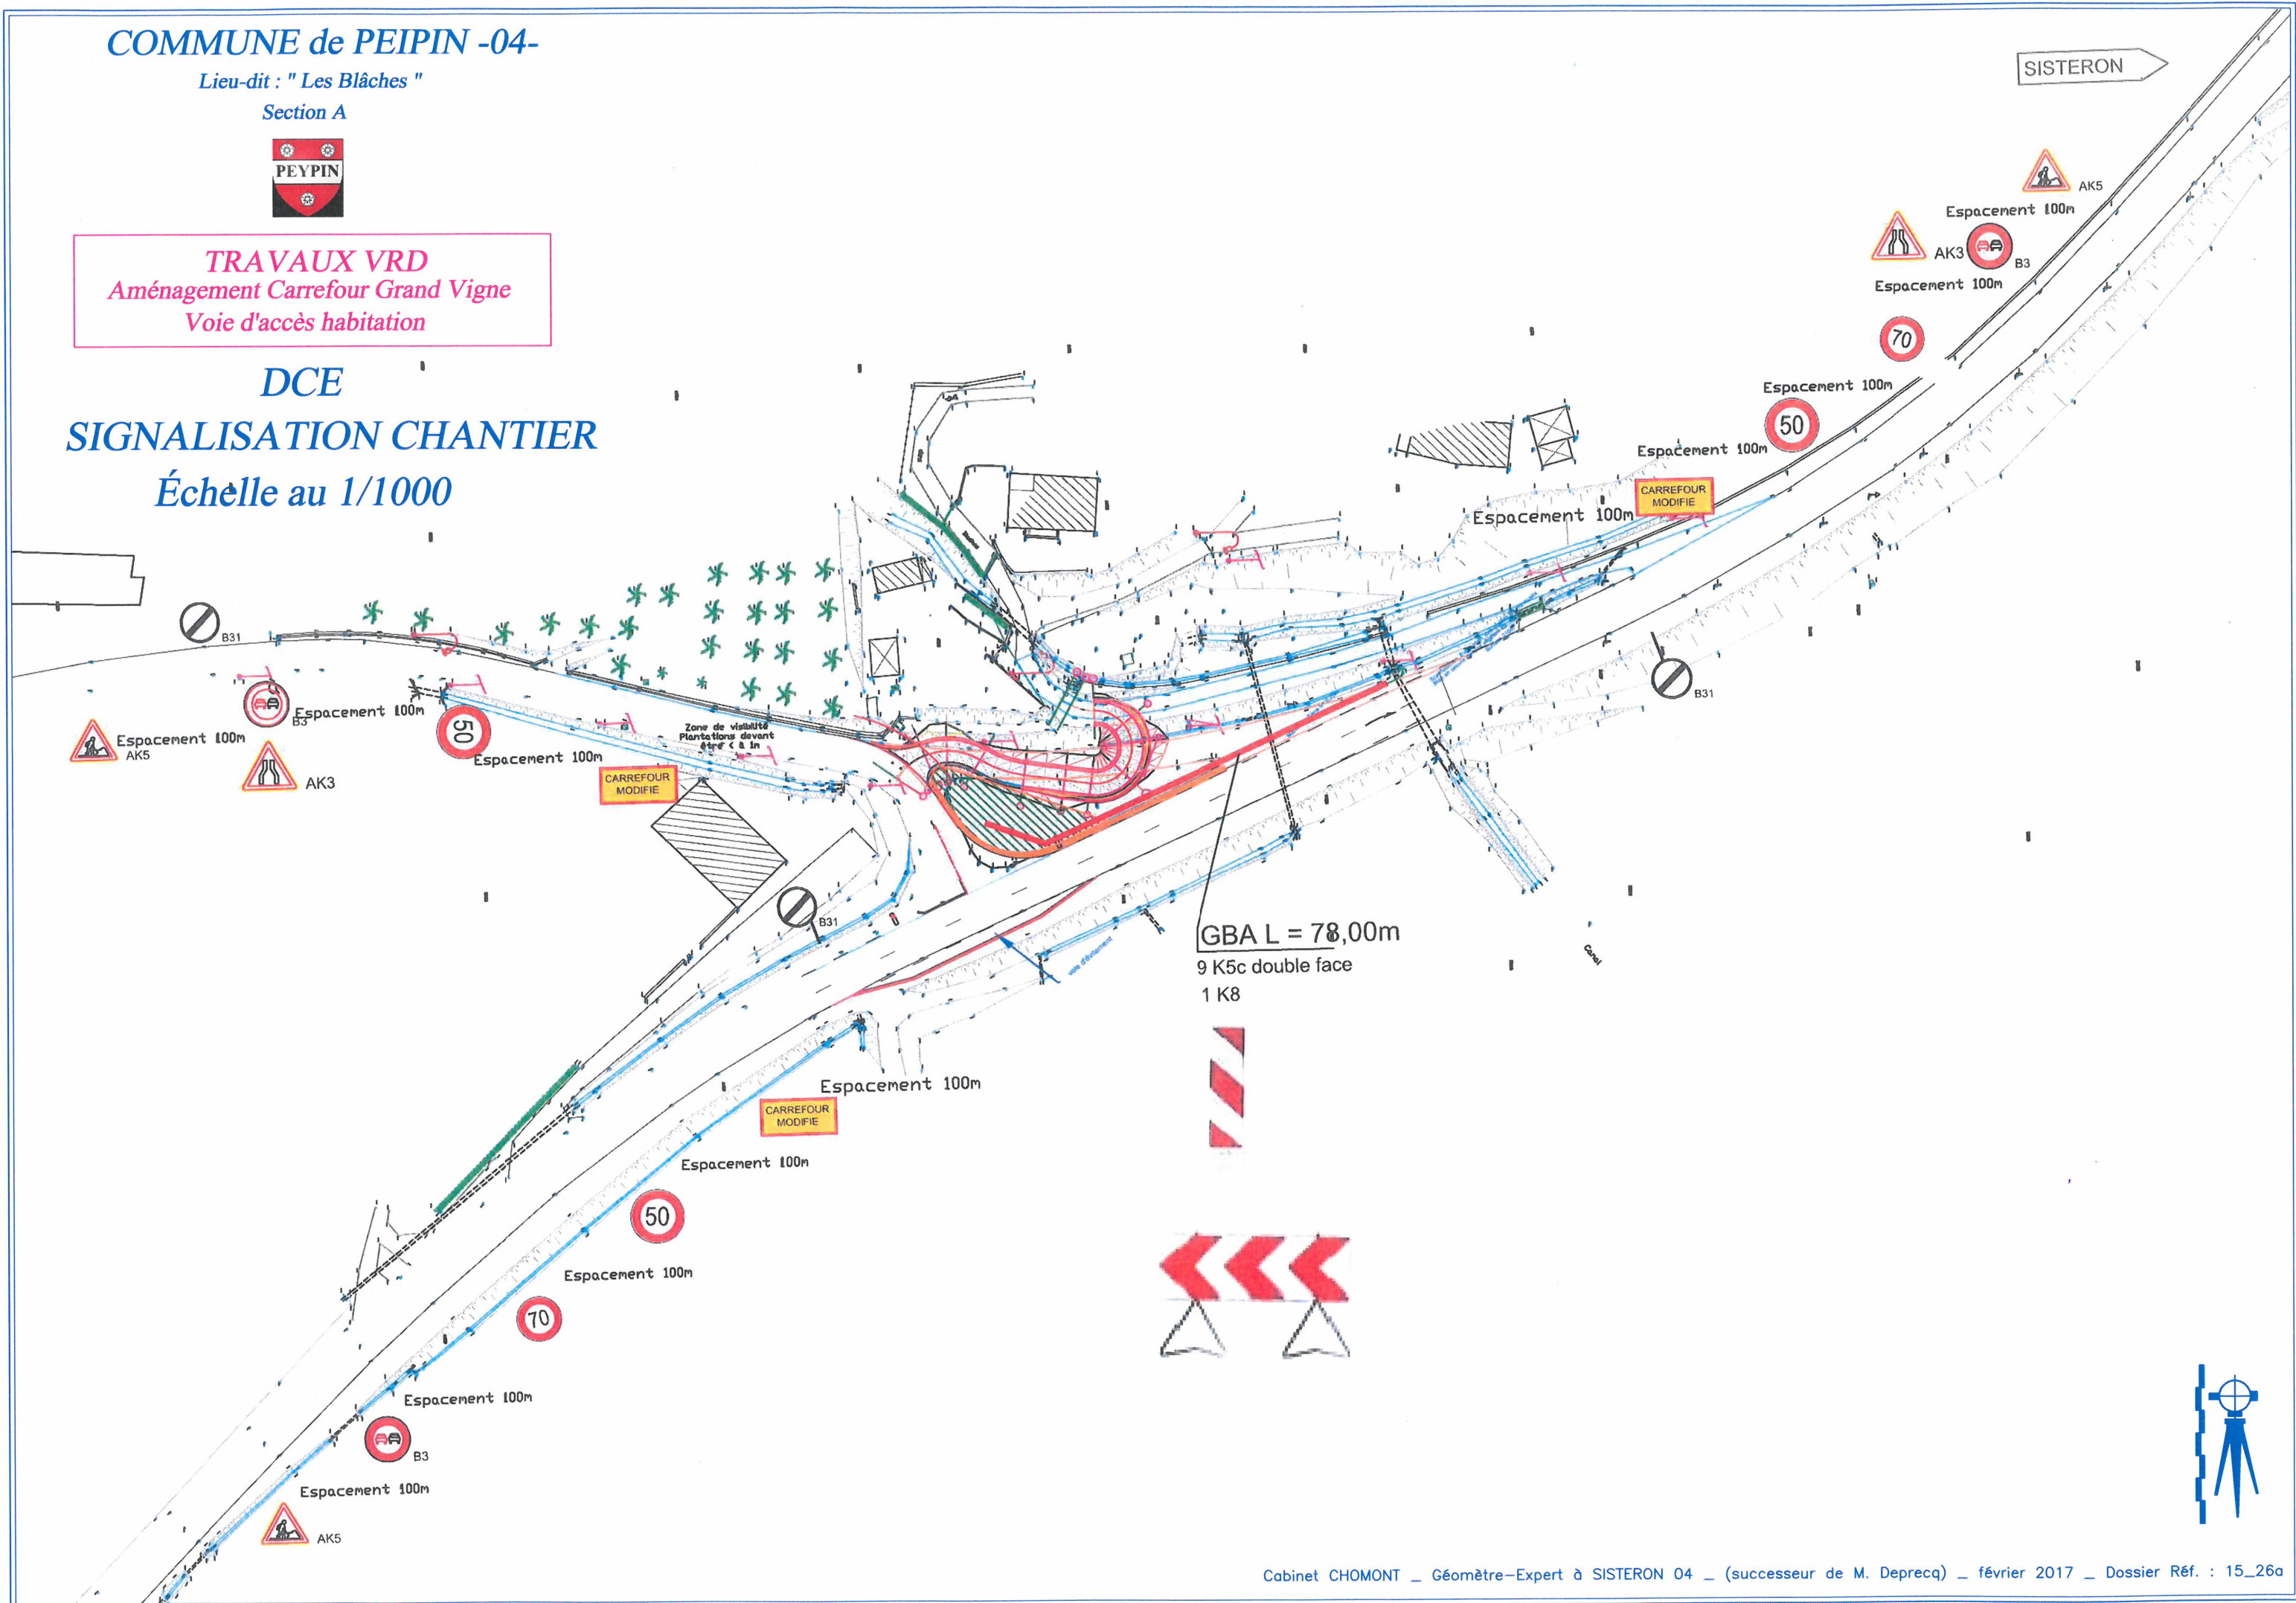 COMMUNE de PEIPIN -04-
Lieu-dit : " Les Blâches "
Section A
PEYPIN
TRAVAUX VRD
Aménagement Carrefour Grand Vigne
Voie d'accès habitation
DCE
SIGNALISATION CHANTIER
Échelle au 1/1000
SISTERON
AK5
Espacement 100m
AK3
B3
Espacement 100m
70
Espacement 100m
50
Espacement 100m
CARREFOUR
MODIFIE
Espacement 100m
B31
B31
B3
Espacement 100m
50
Espacement 100m
AK5
AK3
Espacement 100m
Zone de visibilité
Plantations devant
être < à 1m
CARREFOUR
MODIFIE
B31
voie d'évitement
Canal
GBA L = 78,00m
9 K5c double face
1 K8
Espacement 100m
CARREFOUR
MODIFIE
Espacement 100m
50
Espacement 100m
70
Espacement 100m
B3
Espacement 100m
AK5
Cabinet CHOMONT _ Géomètre-Expert à SISTERON 04 _ (successeur de M. Deprecq) _ février 2017 _ Dossier Réf. : 15_26a